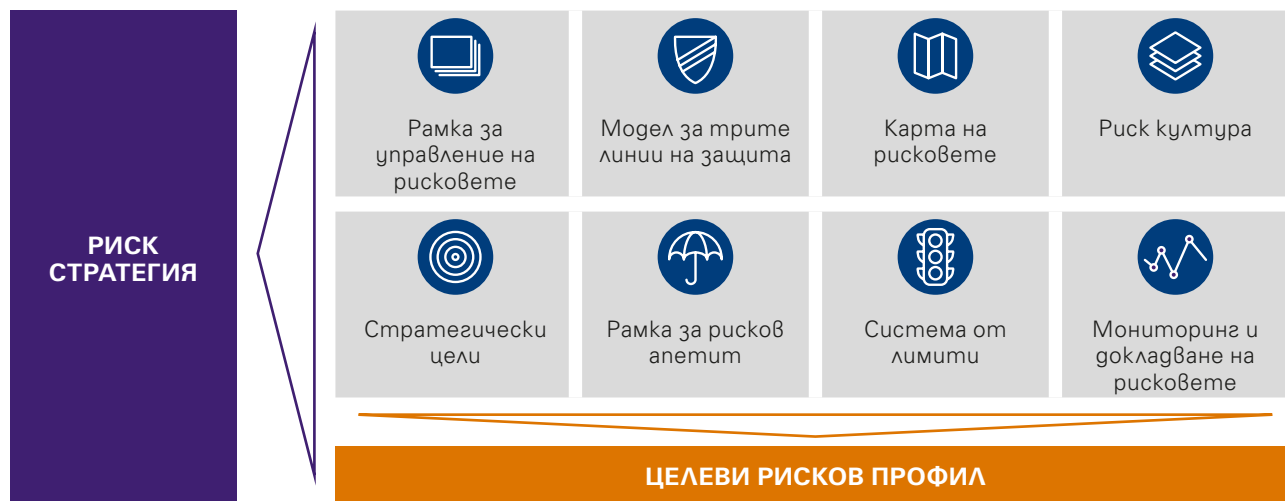 РИСК
СТРАТЕГИЯ
Рамка за
управление на
рисковете
Модел за трите
линии на защита
Карта на
рисковете
Риск култура
Стратегически
цели
Рамка за рисков
апетит
Система от
лимити
Мониторинг и
докладване на
рисковете
ЦЕЛЕВИ РИСКОВ ПРОФИЛ